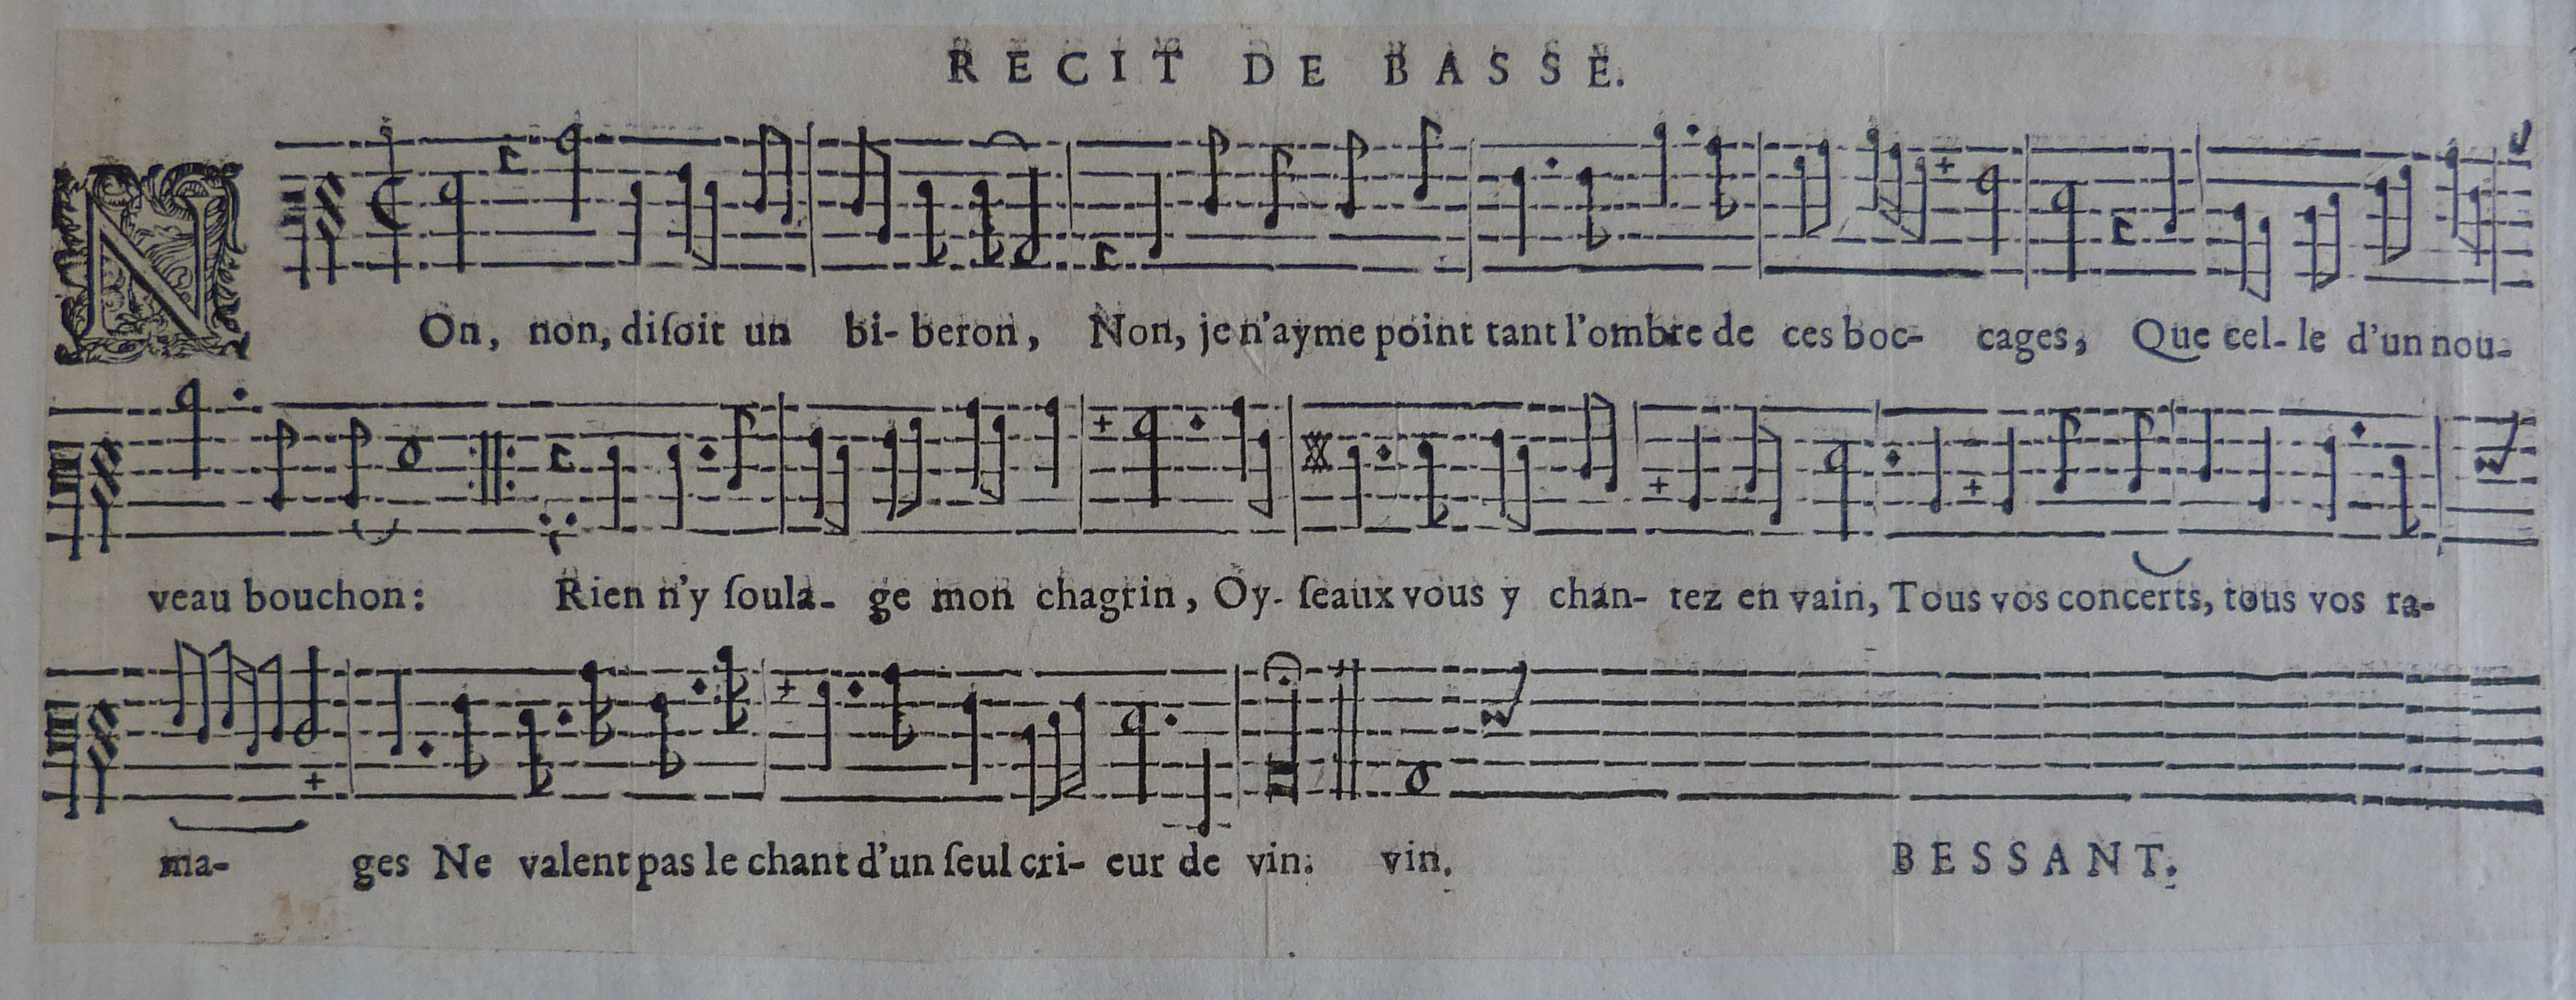 RECIT DE BASSE.
NOn, non, diſoit un bi- beron, Non, je n'ayme point tant l'ombre de ces boc- cages, Que cel- le d'un nou-
veau bouchon: Rien n'y ſoula- ge mon chagrin, Oy- ſeaux vous y chan- tez en vain, Tous vos concerts, tous vos ra-
ma- ges Ne valent pas le chant d'un ſeul cri- eur de vin. vin.
BESSANT.